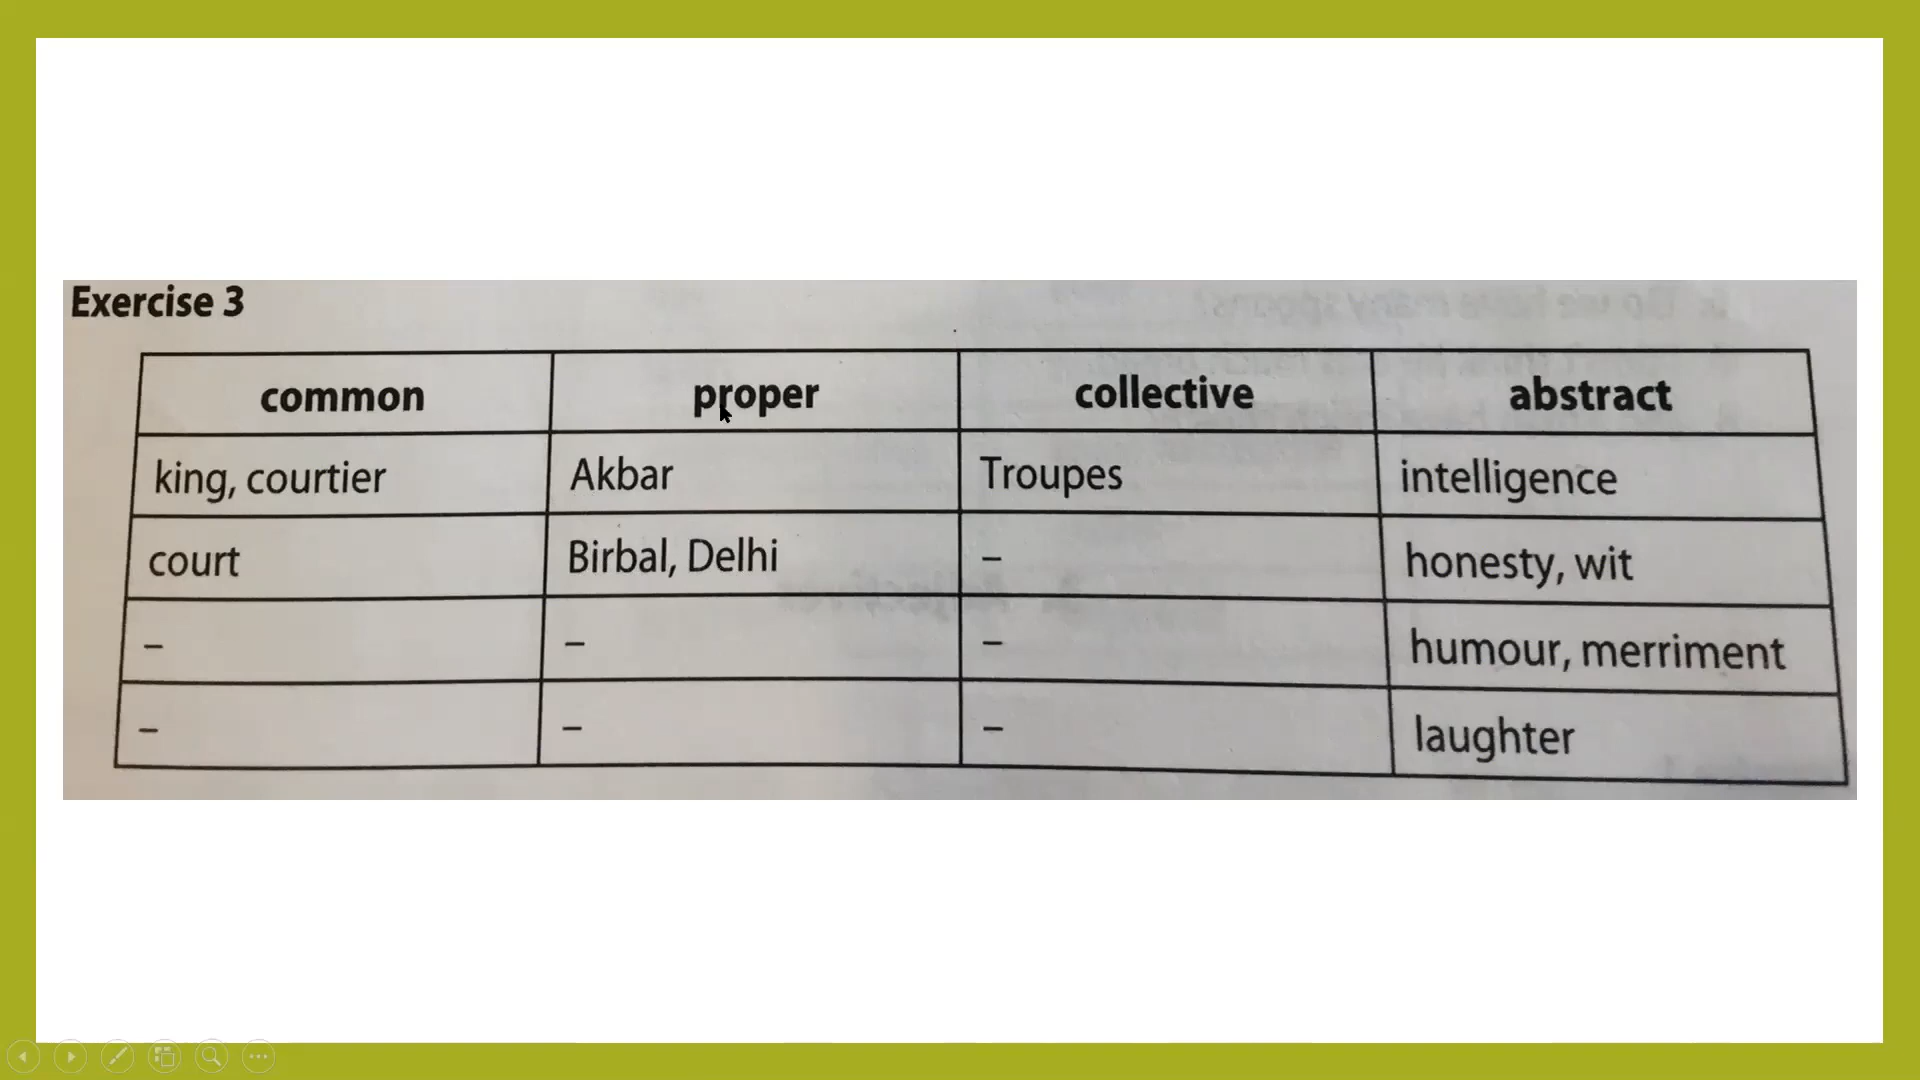 Exercise 3
common proper collective abstract
king, courtier Akbar Troupes intelligence
court Birbal, Delhi – honesty, wit
– – – humour, merriment
– – – laughter